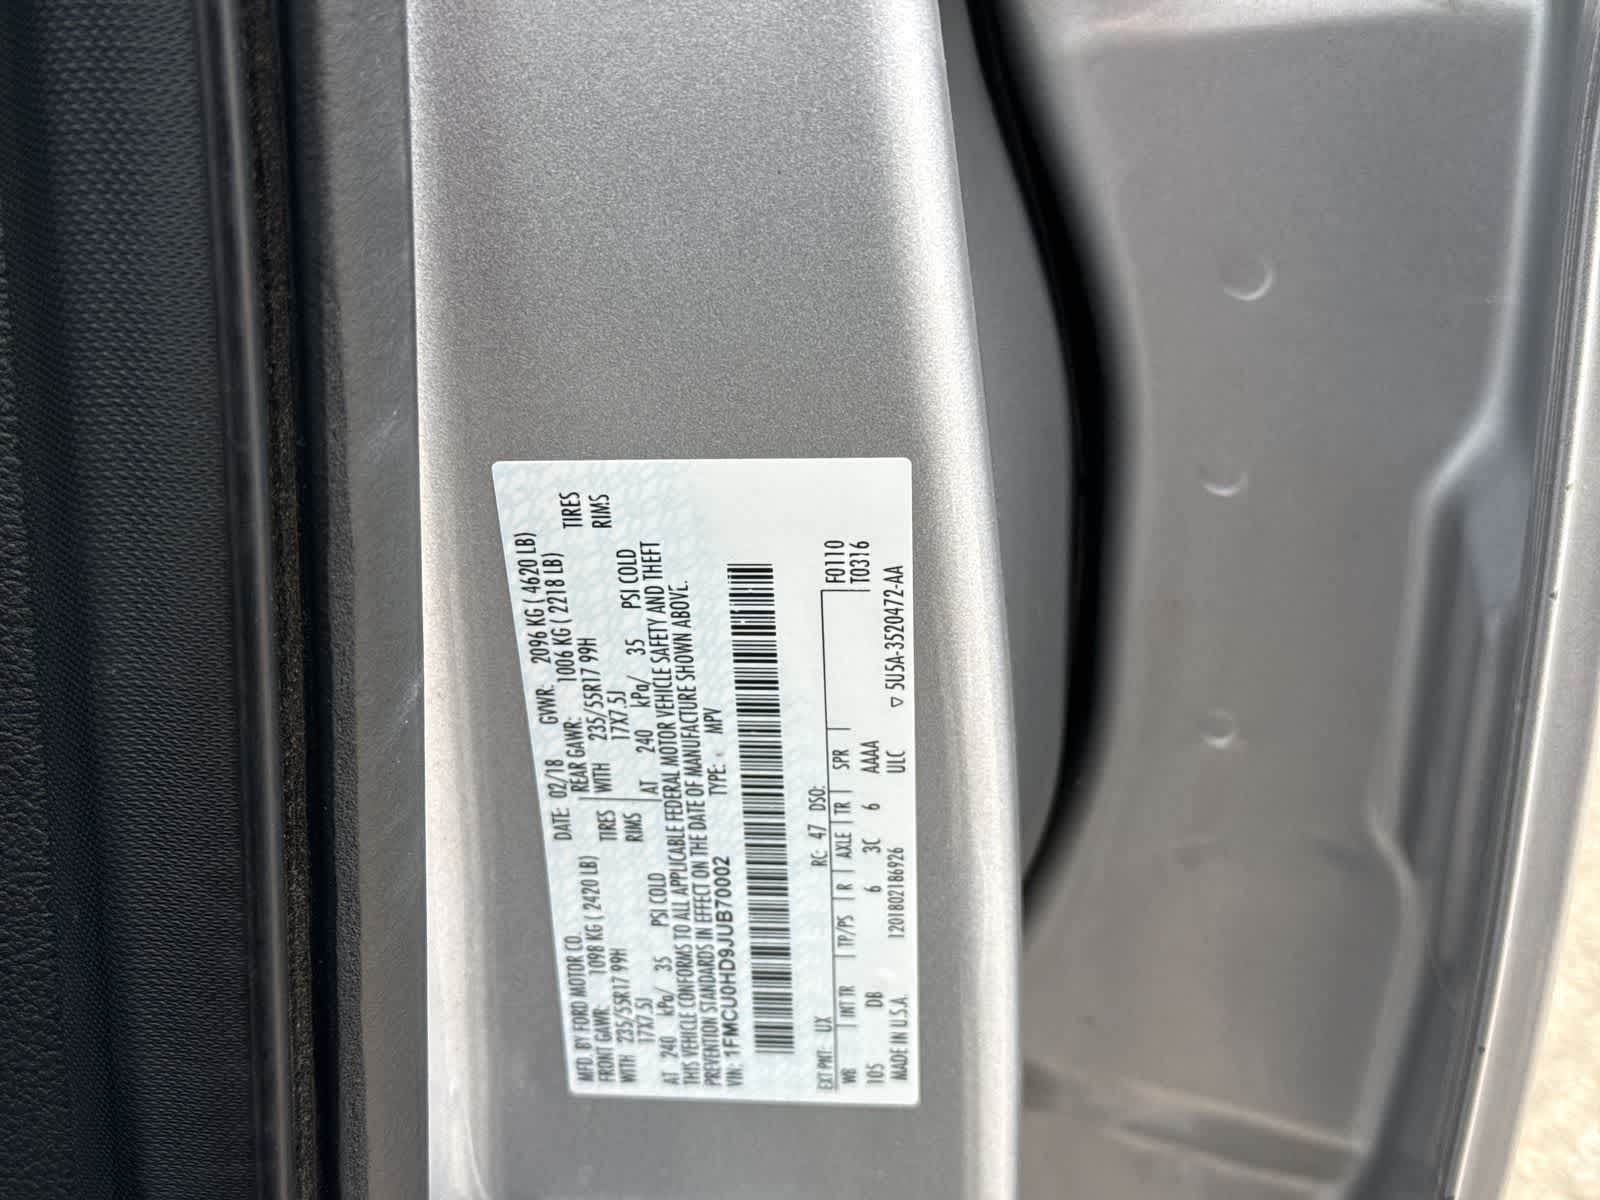 MFD. BY FORD MOTOR CO.
DATE: 02/18 GVWR: 2096 KG ( 4620 LB)
FRONT GAWR: 1098 KG ( 2420 LB) REAR GAWR: 1006 KG ( 2218 LB)
WITH 235/55R17 99H TIRES WITH 235/55R17 99H TIRES
17X7.5J RIMS 17X7.5J RIMS
AT 240 kPa/ 35 PSI COLD AT 240 kPa/ 35 PSI COLD
THIS VEHICLE CONFORMS TO ALL APPLICABLE FEDERAL MOTOR VEHICLE SAFETY AND THEFT
PREVENTION STANDARDS IN EFFECT ON THE DATE OF MANUFACTURE SHOWN ABOVE.
VIN: 1FMCU0HD9JUB70002 TYPE: MPV
F0110
T0316
EXT PNT: UX RC: 47 DSO:
WB INT TR TP/PS R AXLE TR SPR
105 DB 6 3C 6 AAAA
MADE IN U.S.A. 1201802186926 ULC ▽ 5U5A-3520472-AA